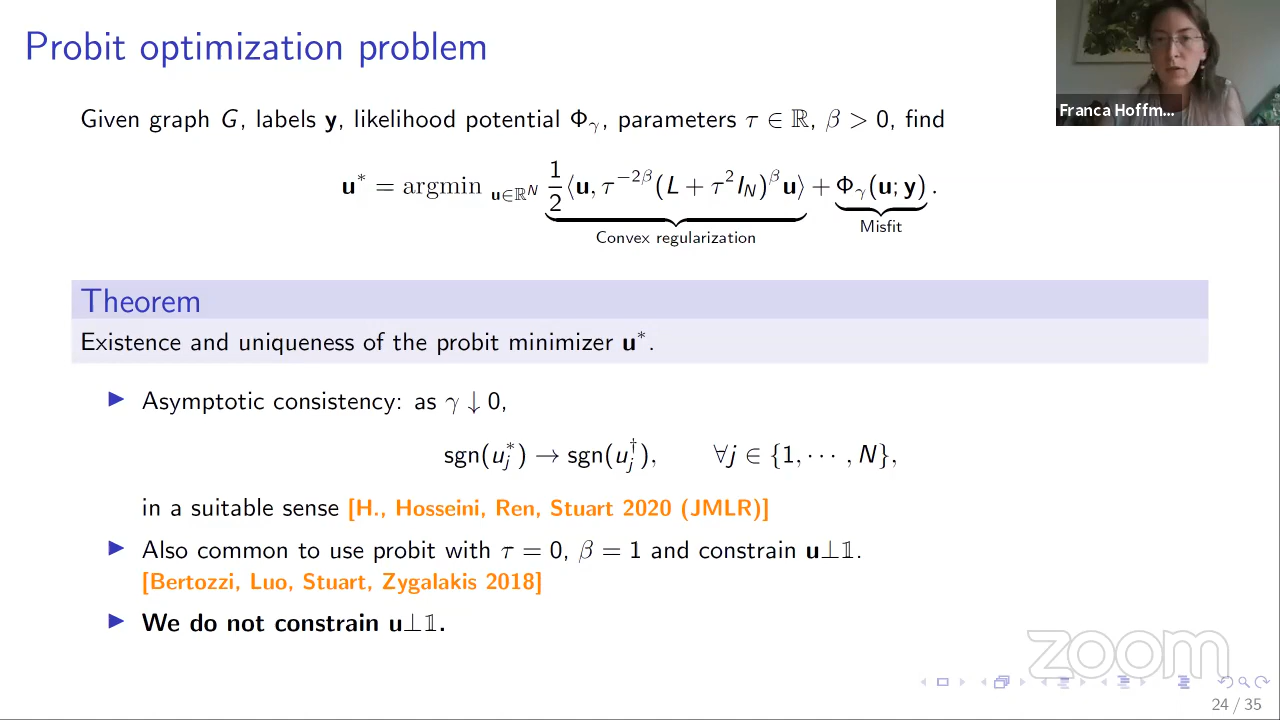 Probit optimization problem
Given graph G, labels y, likelihood potential Φ_γ, parameters τ ∈ ℝ, β > 0, find
u* = argmin_{u∈ℝ^N} 1/2 ⟨u, τ^{−2β}(L + τ²I_N)^β u⟩ + Φ_γ(u; y) .
Convex regularization
Misfit
Theorem
Existence and uniqueness of the probit minimizer u*.
▶ Asymptotic consistency: as γ ↓ 0,
sgn(u_j^*) → sgn(u_j^†), ∀j ∈ {1, ⋯ , N},
in a suitable sense [H., Hosseini, Ren, Stuart 2020 (JMLR)]
▶ Also common to use probit with τ = 0, β = 1 and constrain u⊥𝟙.
[Bertozzi, Luo, Stuart, Zygalakis 2018]
▶ We do not constrain u⊥𝟙.
Franca Hoffm...
zoom
24 / 35